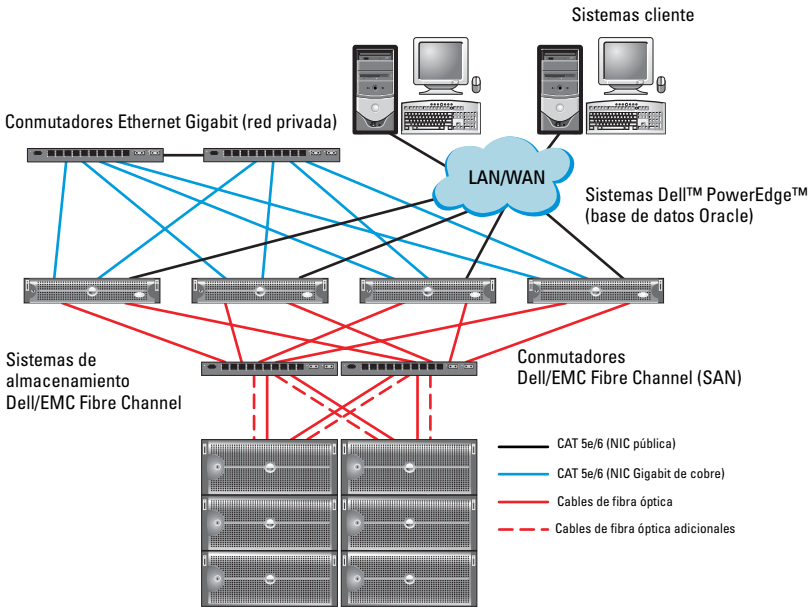 Sistemas cliente
Conmutadores Ethernet Gigabit (red privada)
LAN/WAN
Sistemas Dell™ PowerEdge™
(base de datos Oracle)
Sistemas de
almacenamiento
Dell/EMC Fibre Channel
Conmutadores
Dell/EMC Fibre Channel (SAN)
CAT 5e/6 (NIC pública)
CAT 5e/6 (NIC Gigabit de cobre)
Cables de fibra óptica
Cables de fibra óptica adicionales